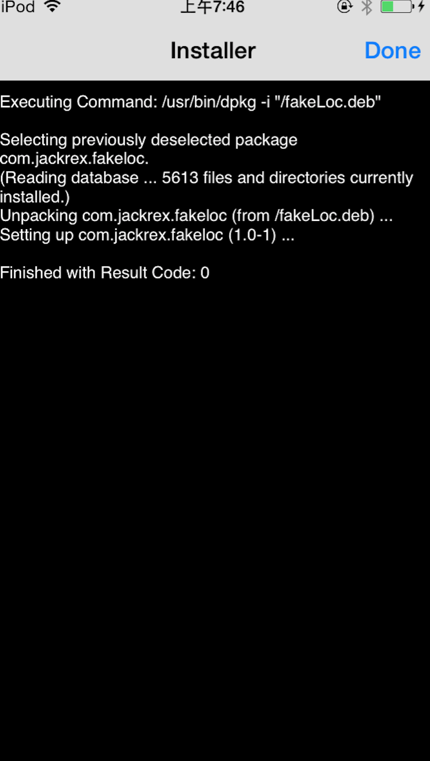 iPod 上午7:46
Installer Done
Executing Command: /usr/bin/dpkg -i "/fakeLoc.deb"
Selecting previously deselected package
com.jackrex.fakeloc.
(Reading database ... 5613 files and directories currently
installed.)
Unpacking com.jackrex.fakeloc (from /fakeLoc.deb) ...
Setting up com.jackrex.fakeloc (1.0-1) ...
Finished with Result Code: 0